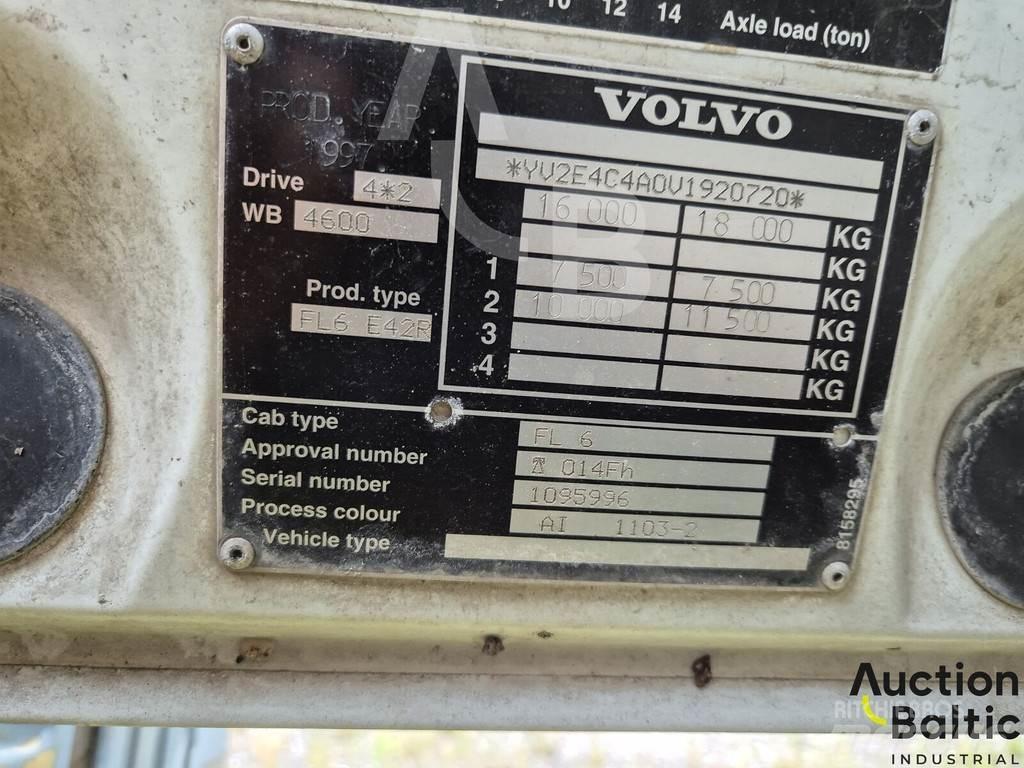 10 12 14 Axle load (ton)
VOLVO
PROD. YEAR
1997
*YV2E4C4A0V1920720*
Drive 4*2
WB 4600
16 000 18 000 KG
KG
1 7 500 7 500 KG
2 10 000 11 500 KG
3 KG
4 KG
Prod. type
FL6 E42R
Cab type FL 6
Approval number 014Fh
Serial number 1095996
Process colour AI 1103-2
Vehicle type
8158295
Auction
Baltic
INDUSTRIAL